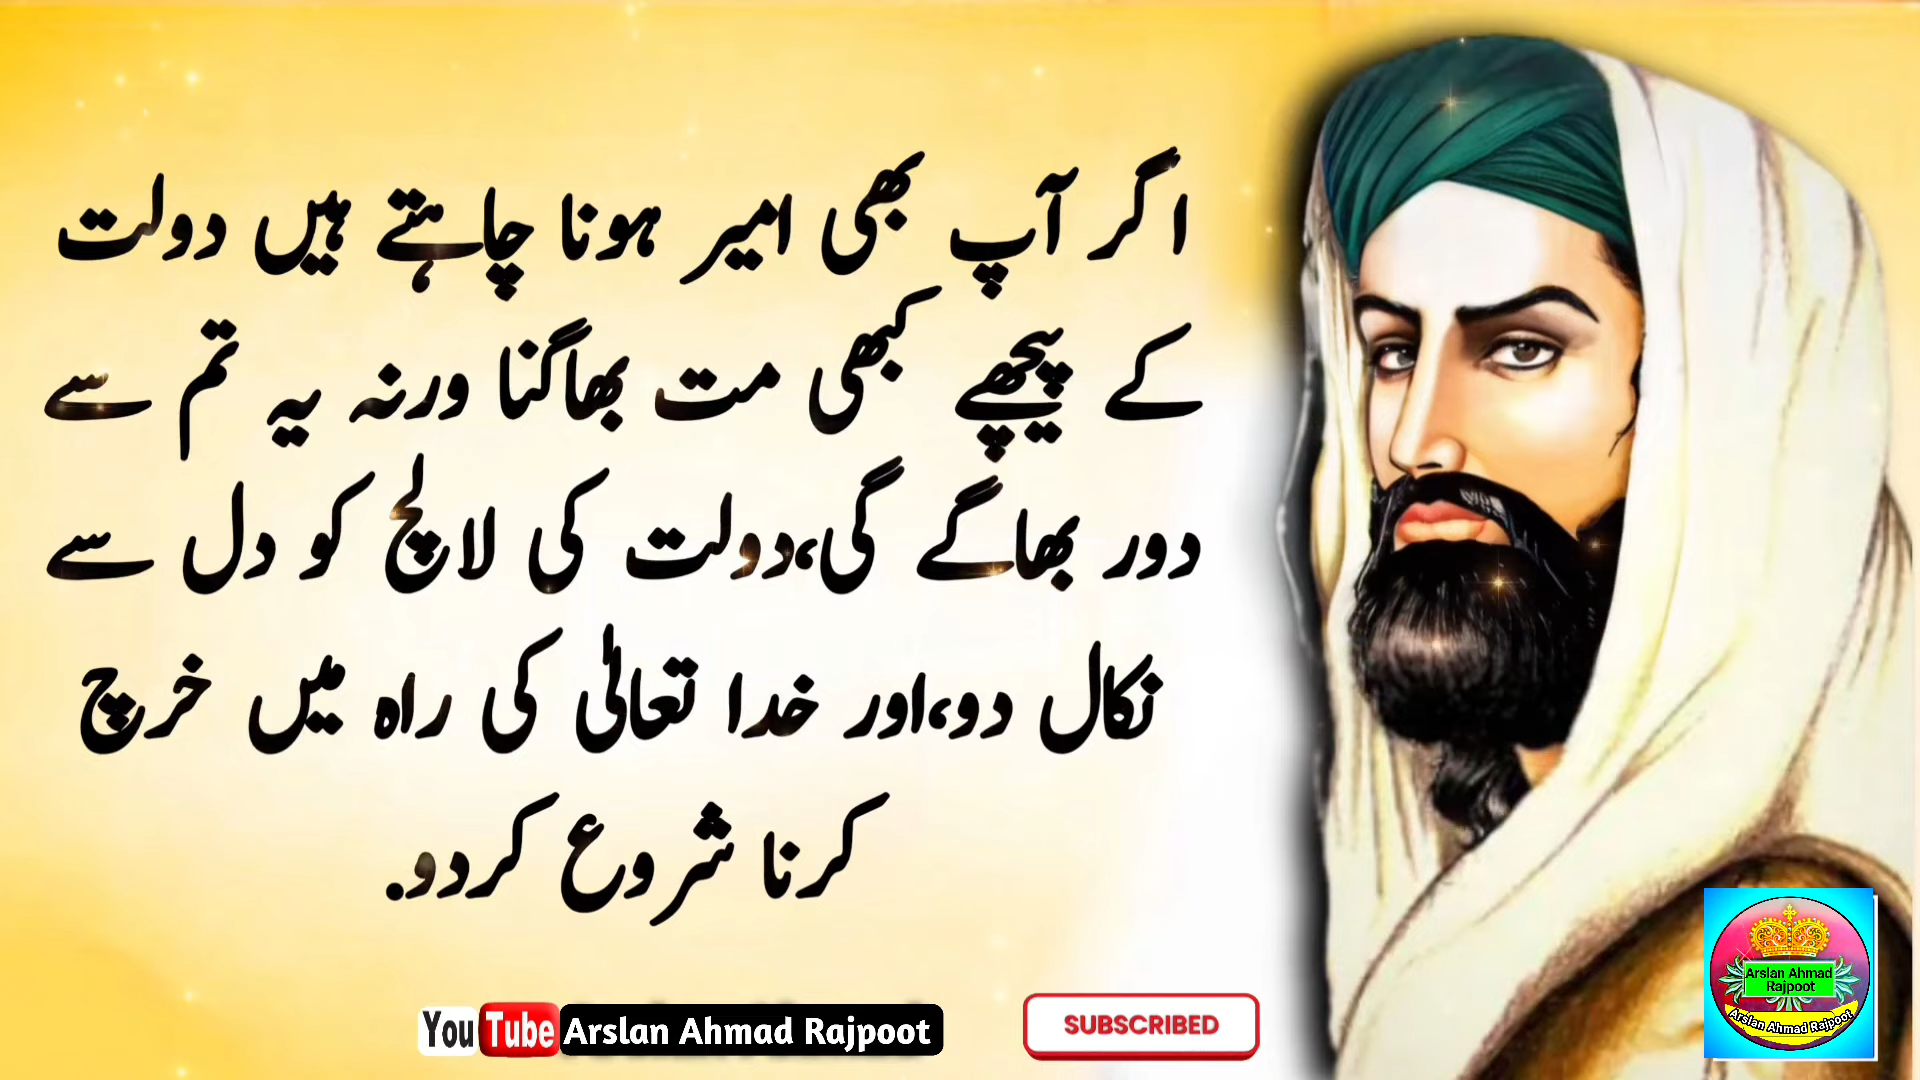 اگر آپ بھی امیر ہونا چاہتے ہیں دولت
کے پیچھے کبھی مت بھاگنا ورنہ یہ تم سے
دور بھاگے گی،دولت کی لالچ کو دل سے
نکال دو،اور خدا تعالیٰ کی راہ میں خرچ
کرنا شروع کردو.
YouTube Arslan Ahmad Rajpoot
SUBSCRIBED
Arslan Ahmad
Rajpoot
Arslan Ahmad Rajpoot